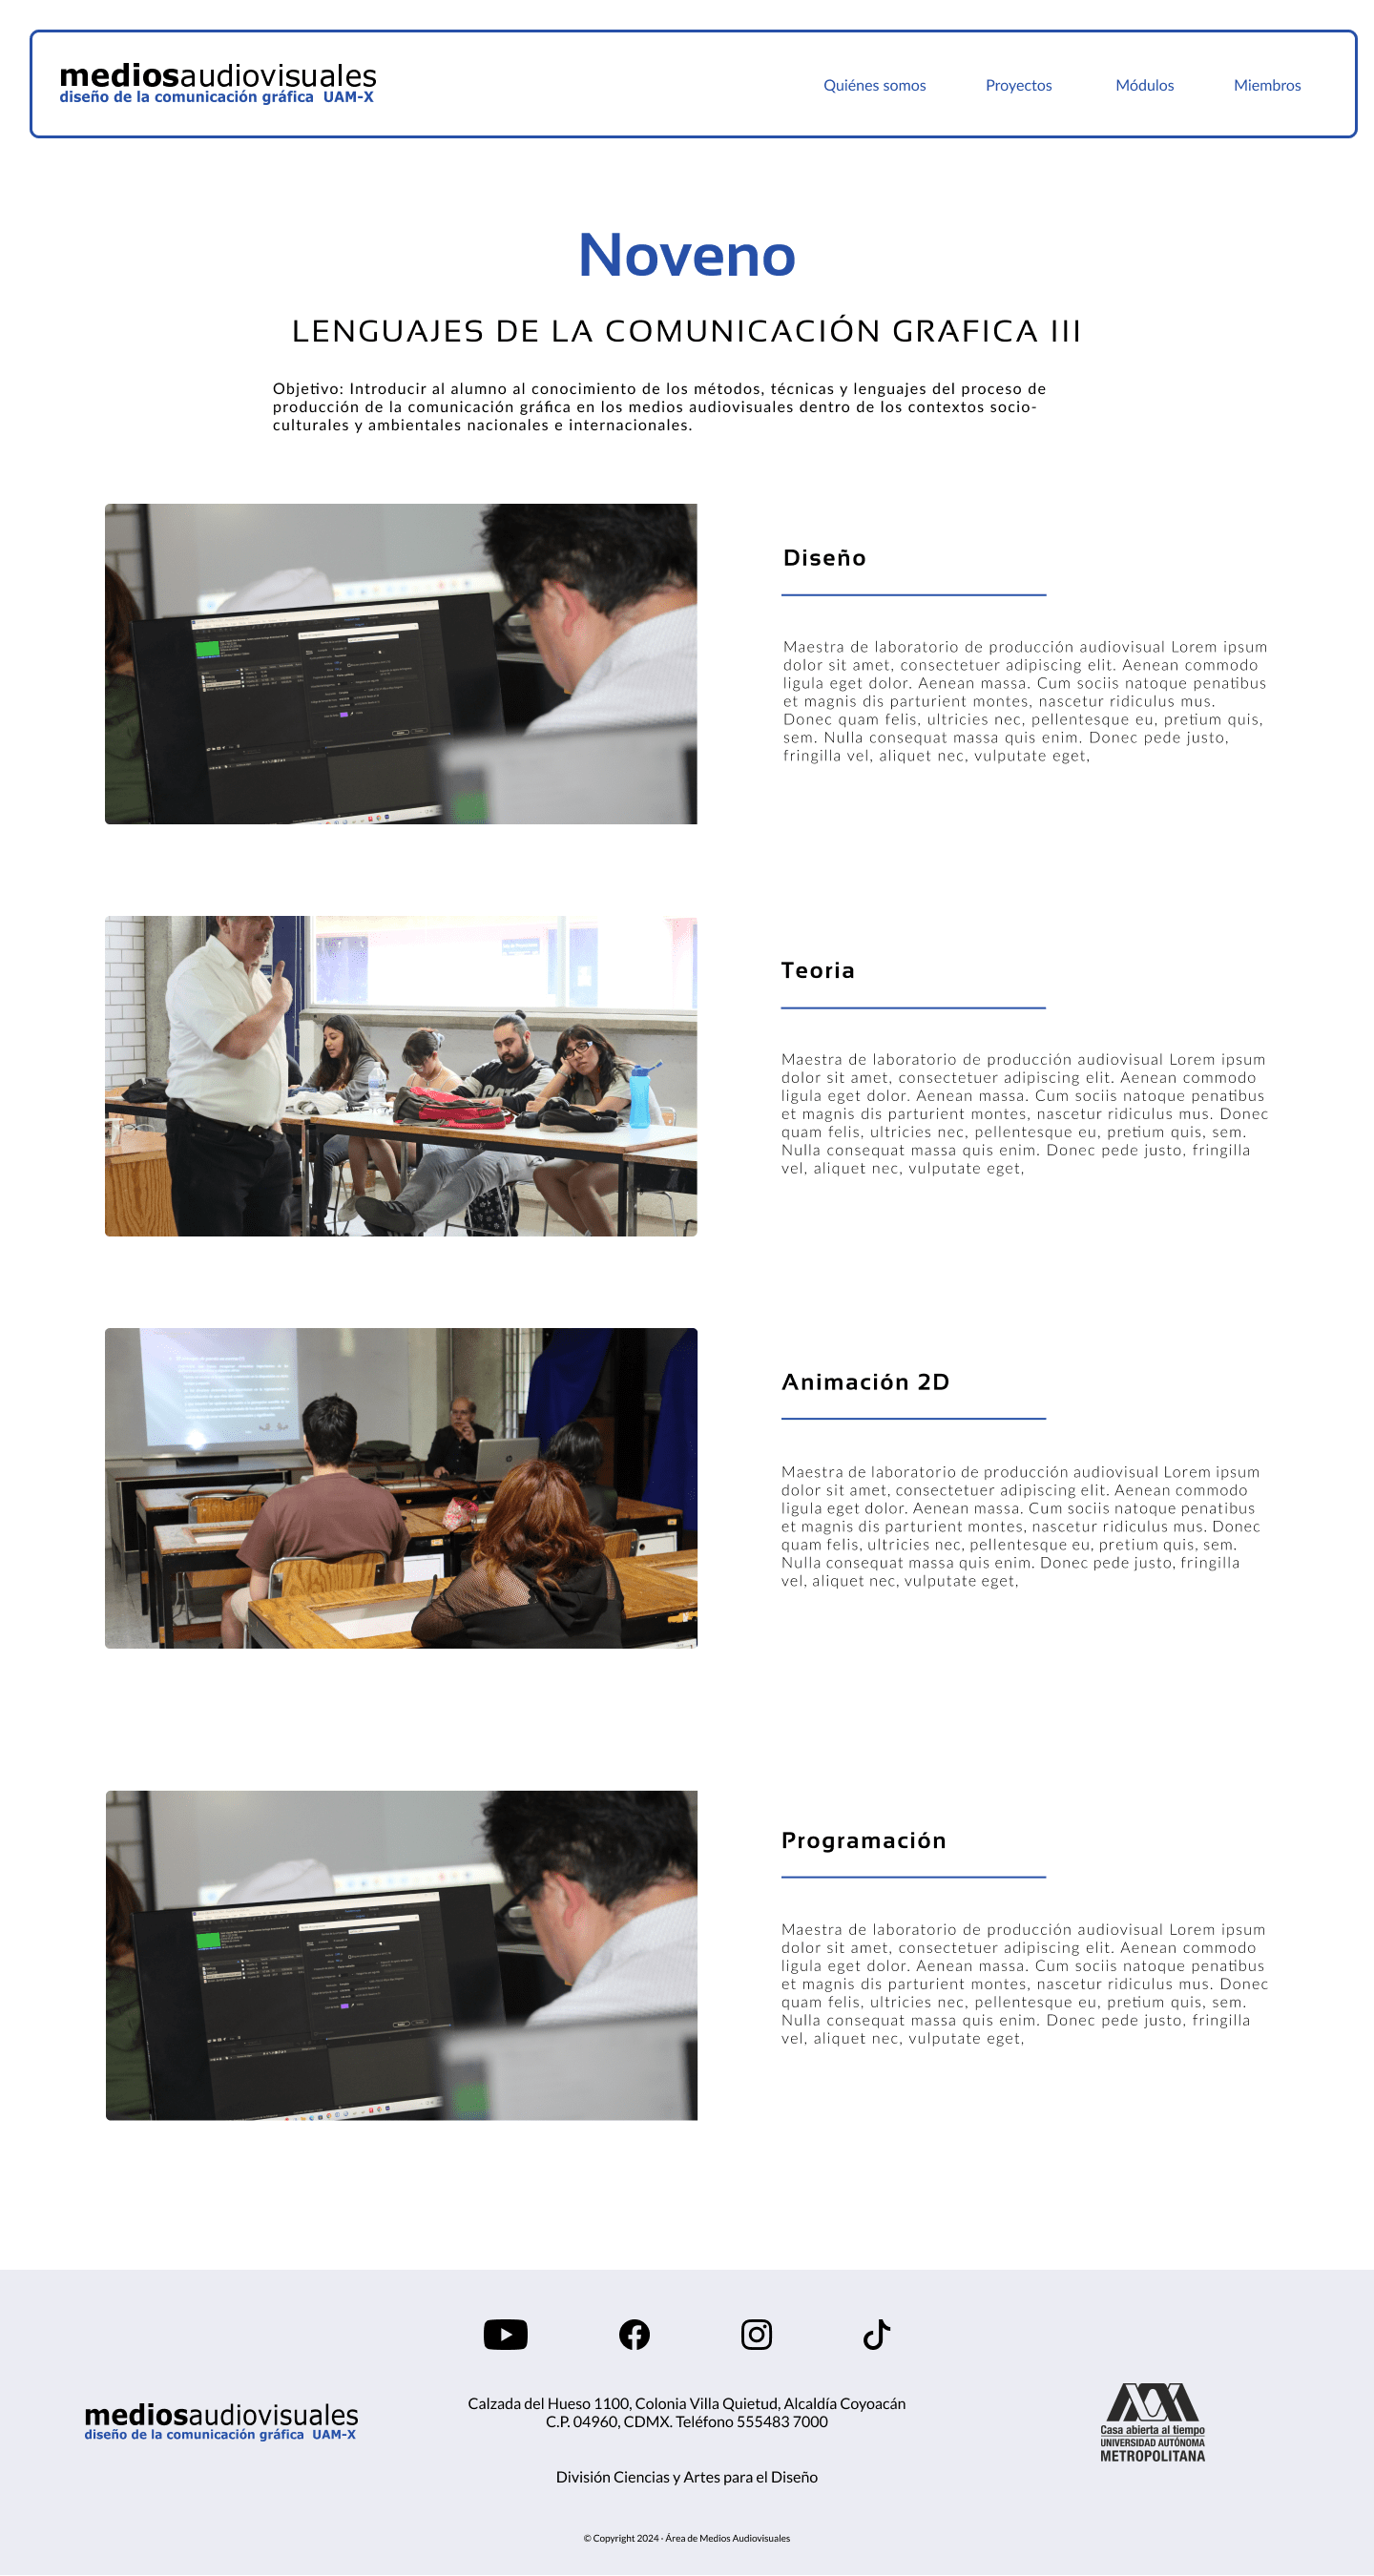 mediosaudiovisuales
diseño de la comunicación gráfica UAM-X
Quiénes somos
Proyectos
Módulos
Miembros
Noveno
LENGUAJES DE LA COMUNICACIÓN GRAFICA III
Objetivo: Introducir al alumno al conocimiento de los métodos, técnicas y lenguajes del proceso de
producción de la comunicación gráfica en los medios audiovisuales dentro de los contextos socio-
culturales y ambientales nacionales e internacionales.
Diseño
Maestra de laboratorio de producción audiovisual Lorem ipsum
dolor sit amet, consectetuer adipiscing elit. Aenean commodo
ligula eget dolor. Aenean massa. Cum sociis natoque penatibus
et magnis dis parturient montes, nascetur ridiculus mus.
Donec quam felis, ultricies nec, pellentesque eu, pretium quis,
sem. Nulla consequat massa quis enim. Donec pede justo,
fringilla vel, aliquet nec, vulputate eget,
Teoria
Maestra de laboratorio de producción audiovisual Lorem ipsum
dolor sit amet, consectetuer adipiscing elit. Aenean commodo
ligula eget dolor. Aenean massa. Cum sociis natoque penatibus
et magnis dis parturient montes, nascetur ridiculus mus. Donec
quam felis, ultricies nec, pellentesque eu, pretium quis, sem.
Nulla consequat massa quis enim. Donec pede justo, fringilla
vel, aliquet nec, vulputate eget,
Animación 2D
Maestra de laboratorio de producción audiovisual Lorem ipsum
dolor sit amet, consectetuer adipiscing elit. Aenean commodo
ligula eget dolor. Aenean massa. Cum sociis natoque penatibus
et magnis dis parturient montes, nascetur ridiculus mus. Donec
quam felis, ultricies nec, pellentesque eu, pretium quis, sem.
Nulla consequat massa quis enim. Donec pede justo, fringilla
vel, aliquet nec, vulputate eget,
Programación
Maestra de laboratorio de producción audiovisual Lorem ipsum
dolor sit amet, consectetuer adipiscing elit. Aenean commodo
ligula eget dolor. Aenean massa. Cum sociis natoque penatibus
et magnis dis parturient montes, nascetur ridiculus mus. Donec
quam felis, ultricies nec, pellentesque eu, pretium quis, sem.
Nulla consequat massa quis enim. Donec pede justo, fringilla
vel, aliquet nec, vulputate eget,
mediosaudiovisuales
diseño de la comunicación gráfica UAM-X
Calzada del Hueso 1100, Colonia Villa Quietud, Alcaldía Coyoacán
C.P. 04960, CDMX. Teléfono 555483 7000
División Ciencias y Artes para el Diseño
© Copyright 2024 · Área de Medios Audiovisuales
Casa abierta al tiempo
UNIVERSIDAD AUTÓNOMA
METROPOLITANA